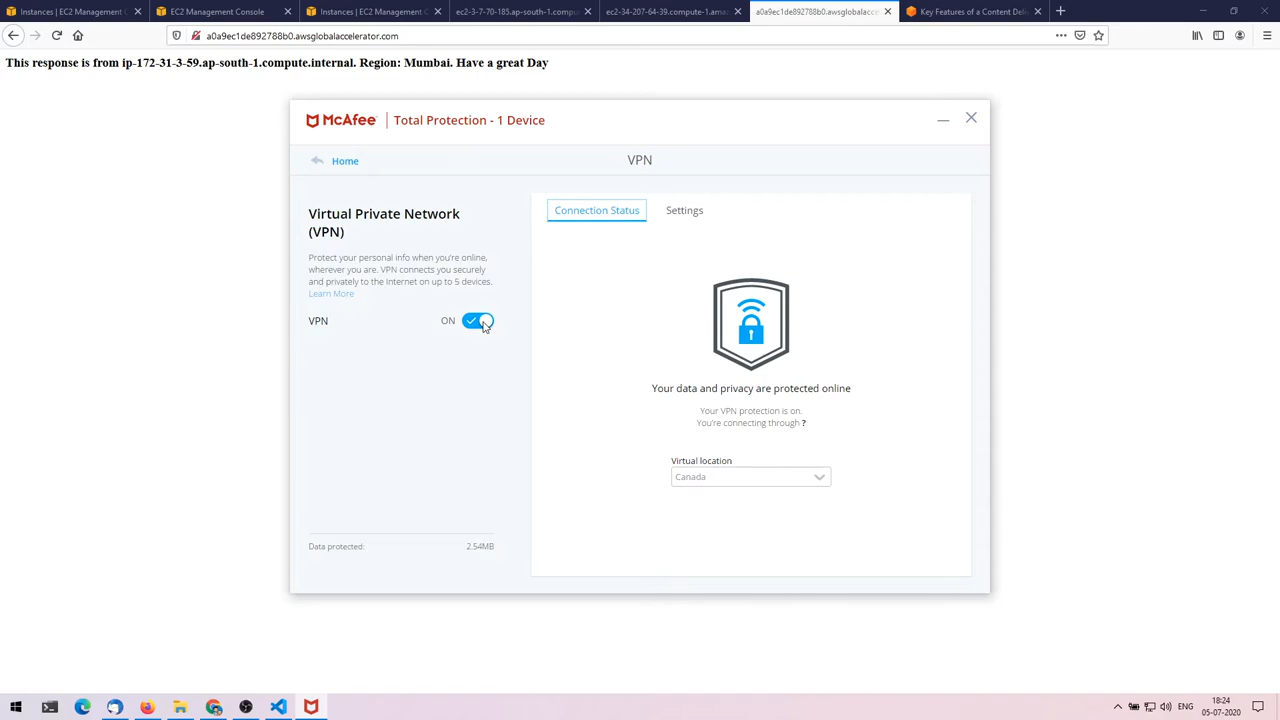 Instances | EC2 Management
EC2 Management Console
Instances | EC2 Management C
ec2-3-7-70-185.ap-south-1.compu
ec2-34-207-64-39.compute-1.ama
a0a9ec1de892788b0.awsglobalaccele
Key Features of a Content Deli
a0a9ec1de892788b0.awsglobalaccelerator.com
This response is from ip-172-31-3-59.ap-south-1.compute.internal. Region: Mumbai. Have a great Day
McAfee Total Protection - 1 Device
Home
VPN
Virtual Private Network
(VPN)
Protect your personal info when you're online,
wherever you are. VPN connects you securely
and privately to the Internet on up to 5 devices.
Learn More
VPN ON
Data protected: 2.54MB
Connection Status Settings
Your data and privacy are protected online
Your VPN protection is on.
You're connecting through ?
Virtual location
Canada
ENG
18:24
05-07-2020